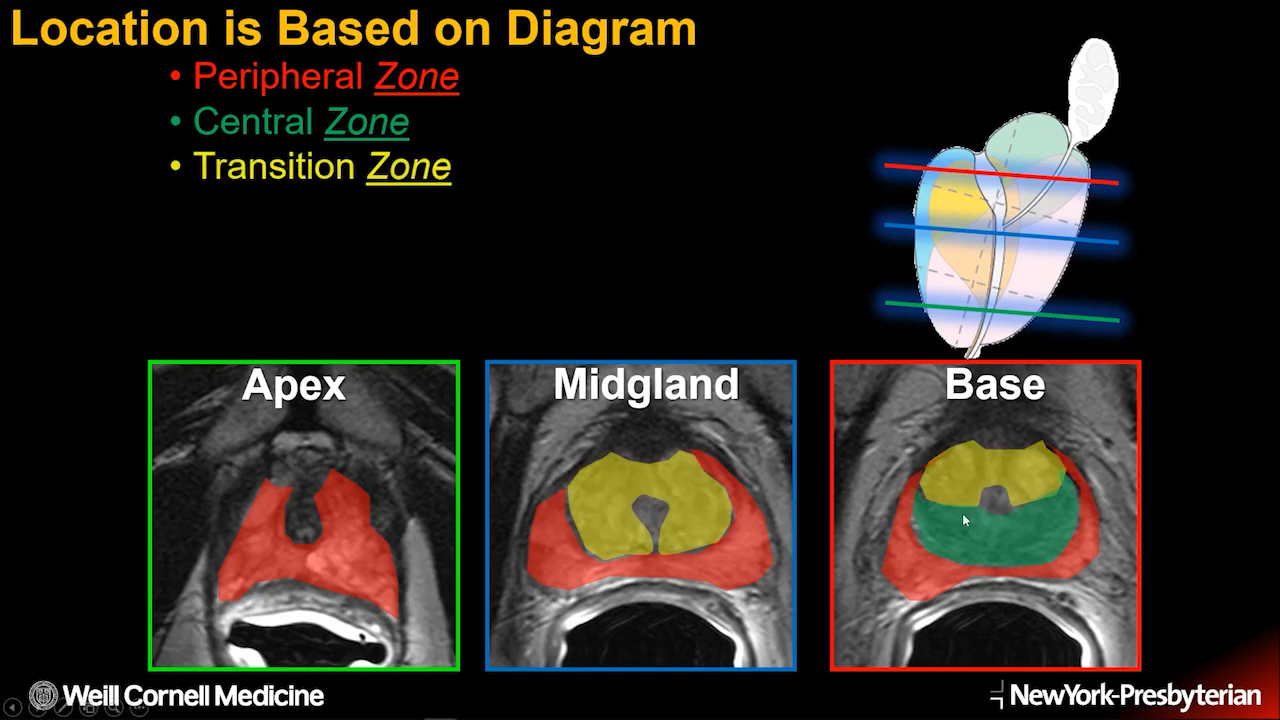 Location is Based on Diagram
• Peripheral Zone
• Central Zone
• Transition Zone
Apex
Midgland
Base
Weill Cornell Medicine
NewYork-Presbyterian